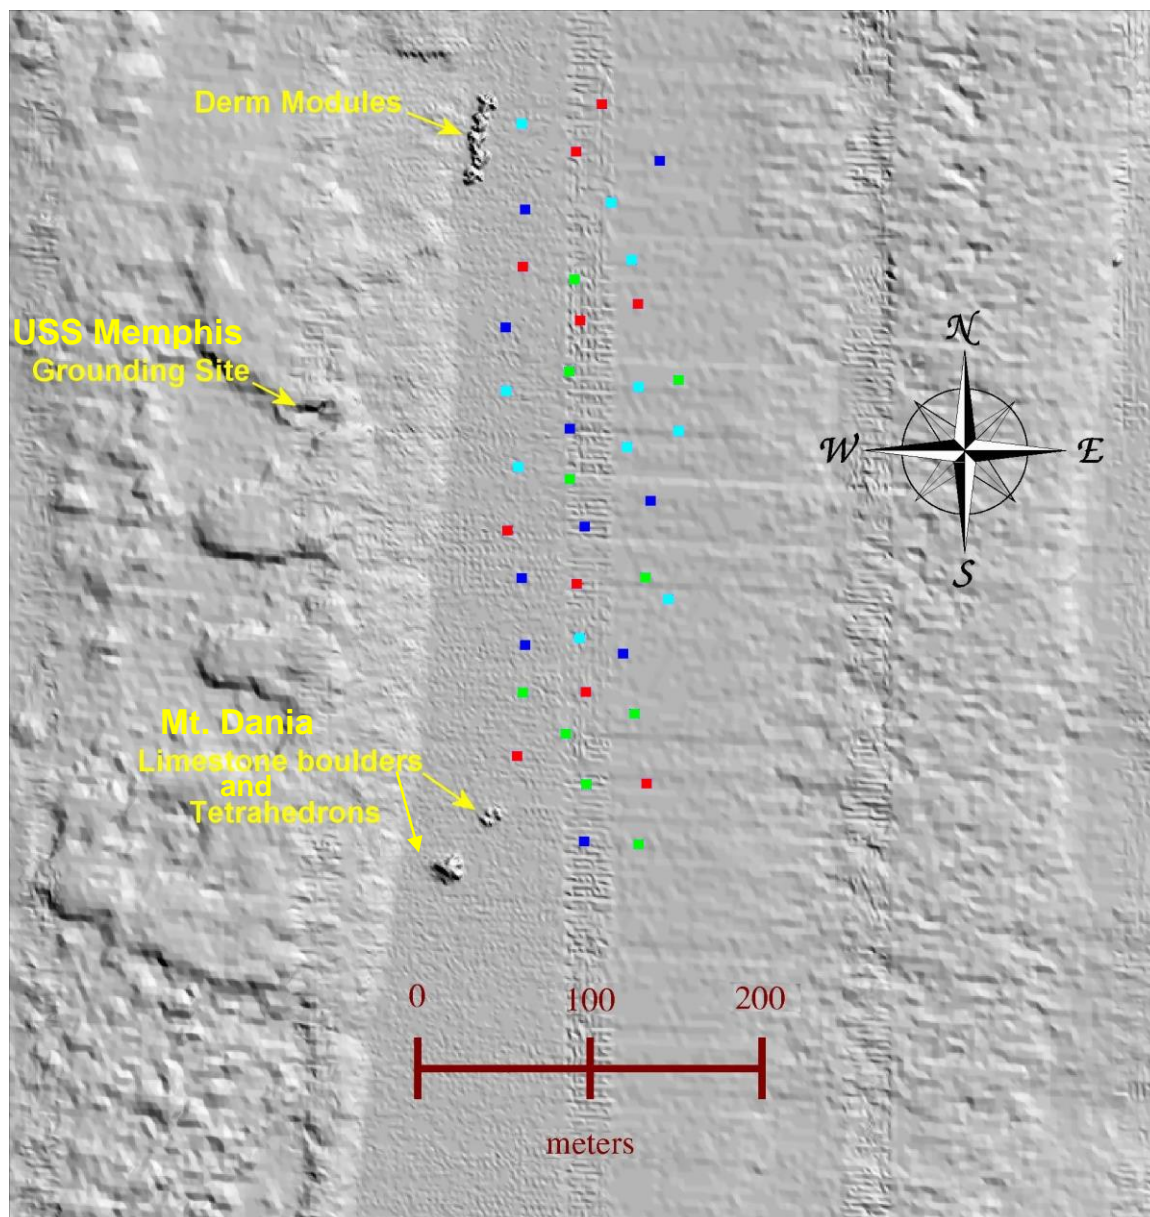 Derm Modules
USS Memphis
Grounding Site
N
W
E
S
Mt. Dania
Limestone boulders
and
Tetrahedrons
0
100
200
meters